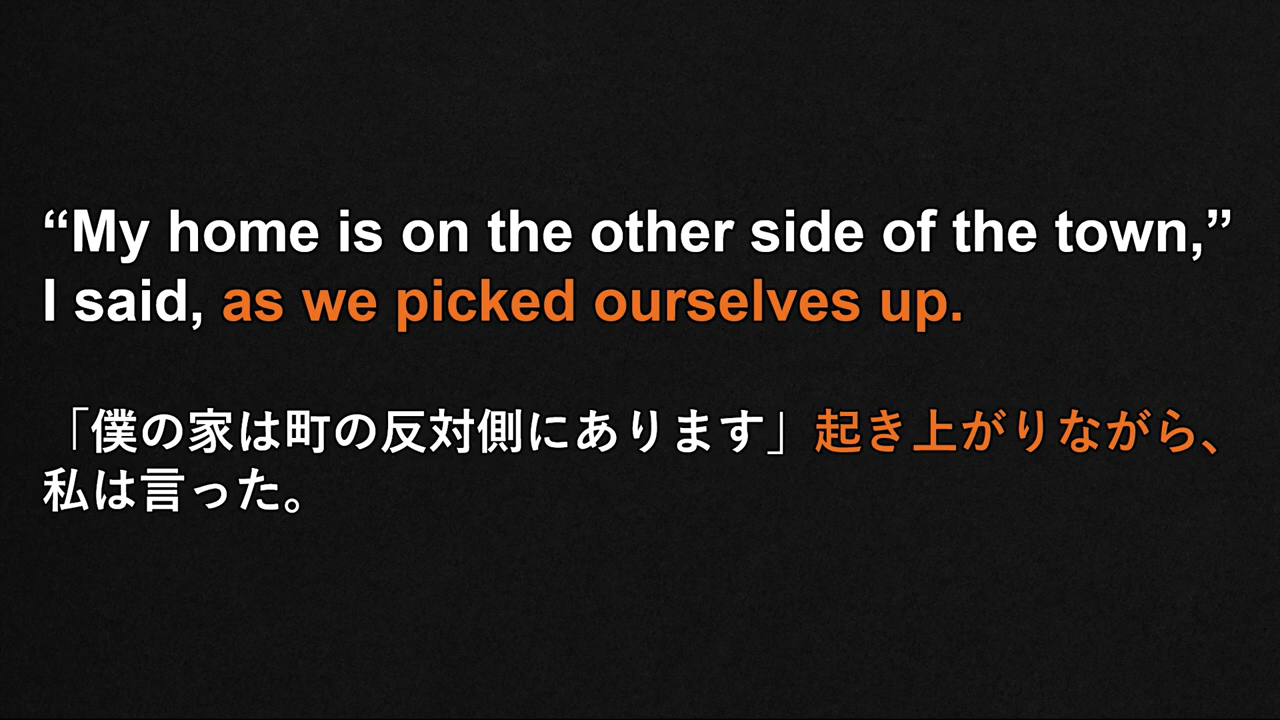 “My home is on the other side of the town,”
I said, as we picked ourselves up.
「僕の家は町の反対側にあります」起き上がりながら、
私は言った。